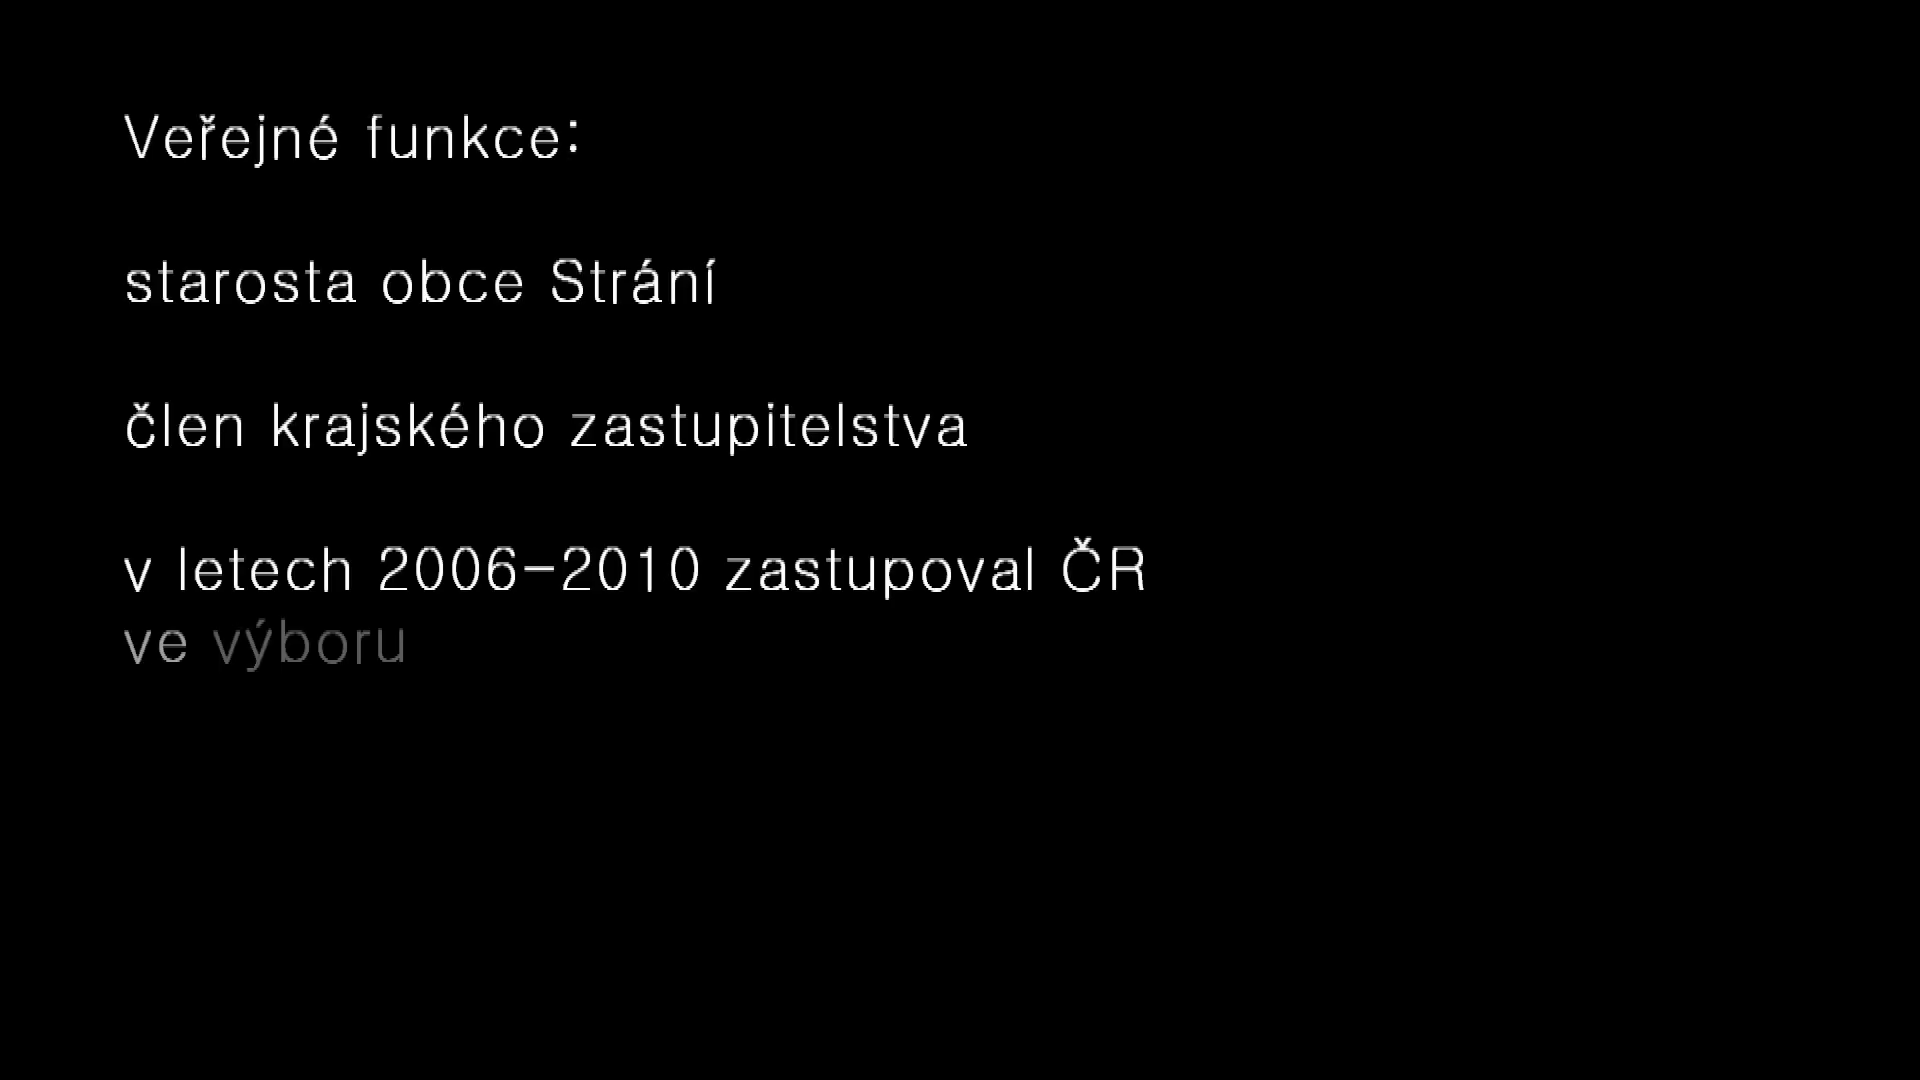 Veřejné funkce:
starosta obce Strání
člen krajského zastupitelstva
v letech 2006-2010 zastupoval ČR
ve výboru